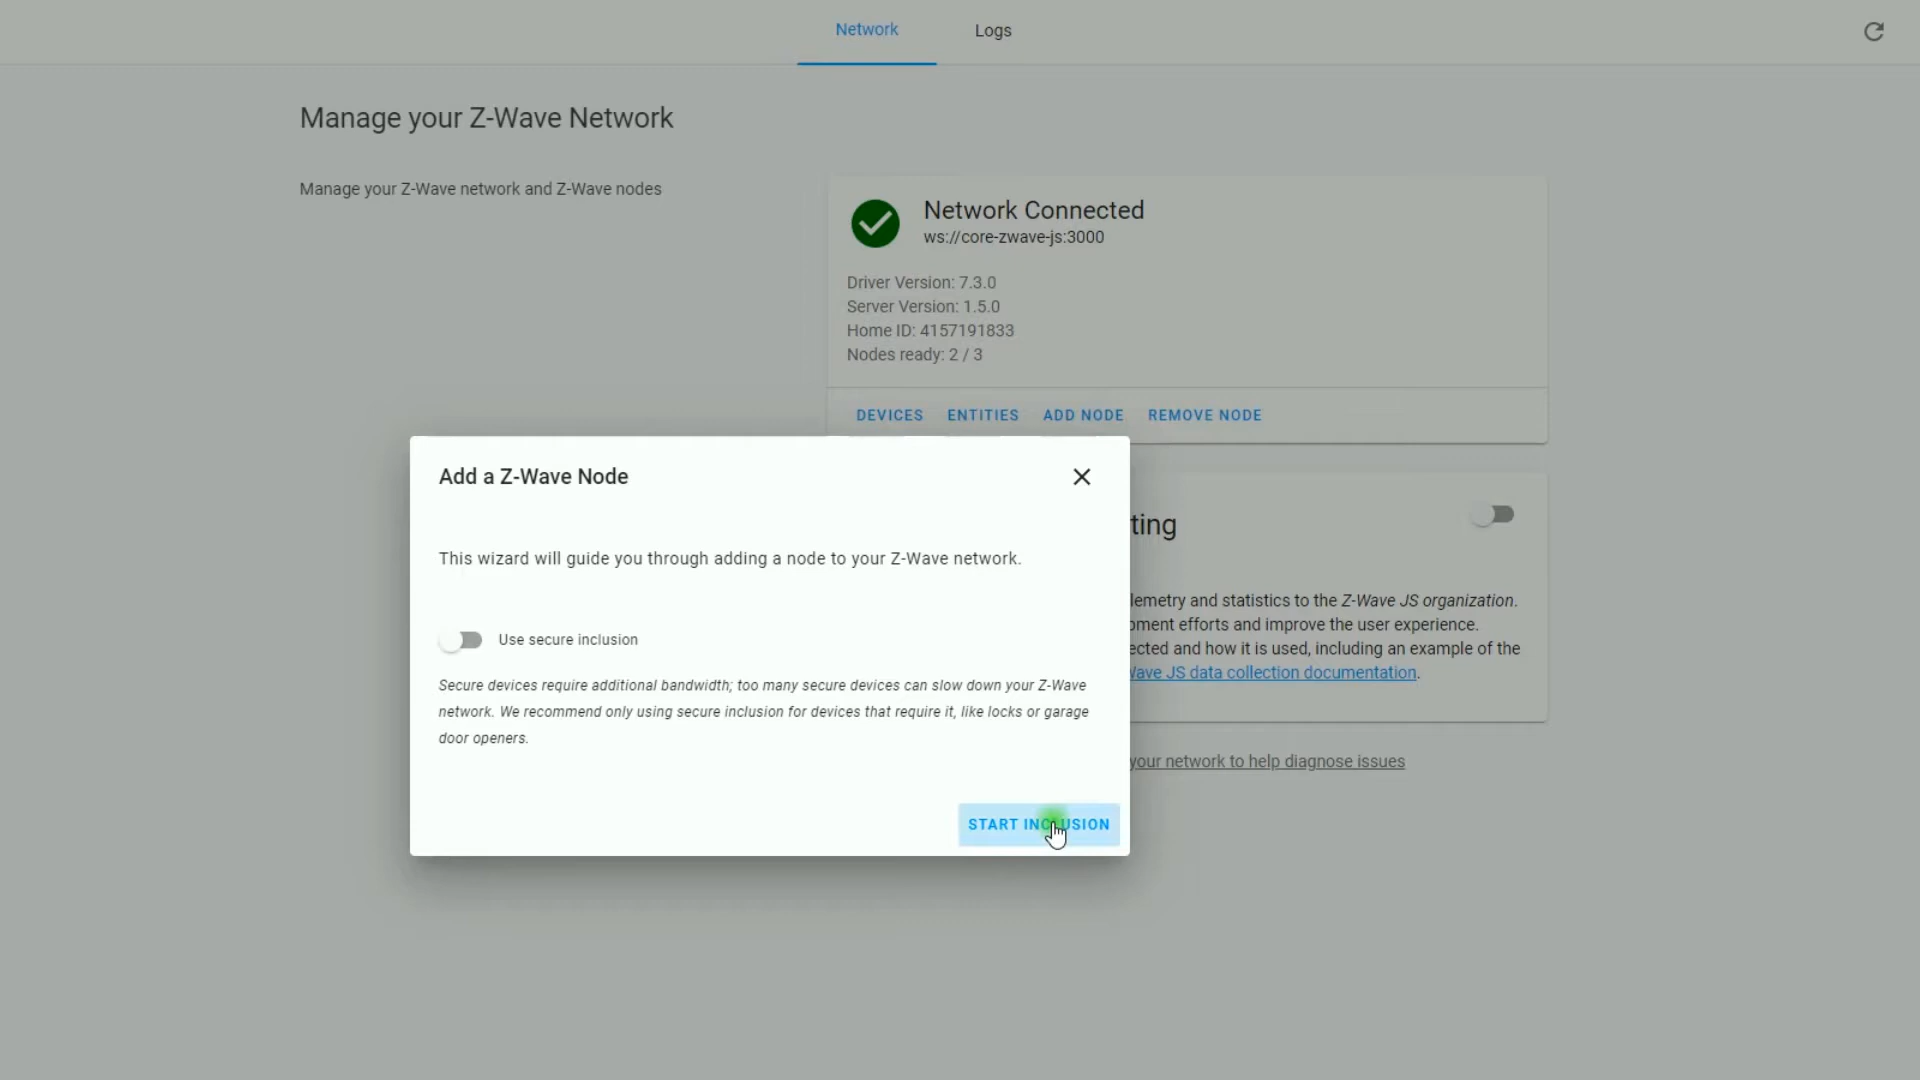 Network
Logs
Manage your Z-Wave Network
Manage your Z-Wave network and Z-Wave nodes
Network Connected
ws://core-zwave-js:3000
Driver Version: 7.3.0
Server Version: 1.5.0
Home ID: 4157191833
Nodes ready: 2 / 3
DEVICES ENTITIES ADD NODE REMOVE NODE
Add a Z-Wave Node
This wizard will guide you through adding a node to your Z-Wave network.
Use secure inclusion
Secure devices require additional bandwidth; too many secure devices can slow down your Z-Wave
network. We recommend only using secure inclusion for devices that require it, like locks or garage
door openers.
START INCLUSION
and statistics to the Z-Wave JS organization.
efforts and improve the user experience.
and how it is used, including an example of the
JS data collection documentation.
your network to help diagnose issues